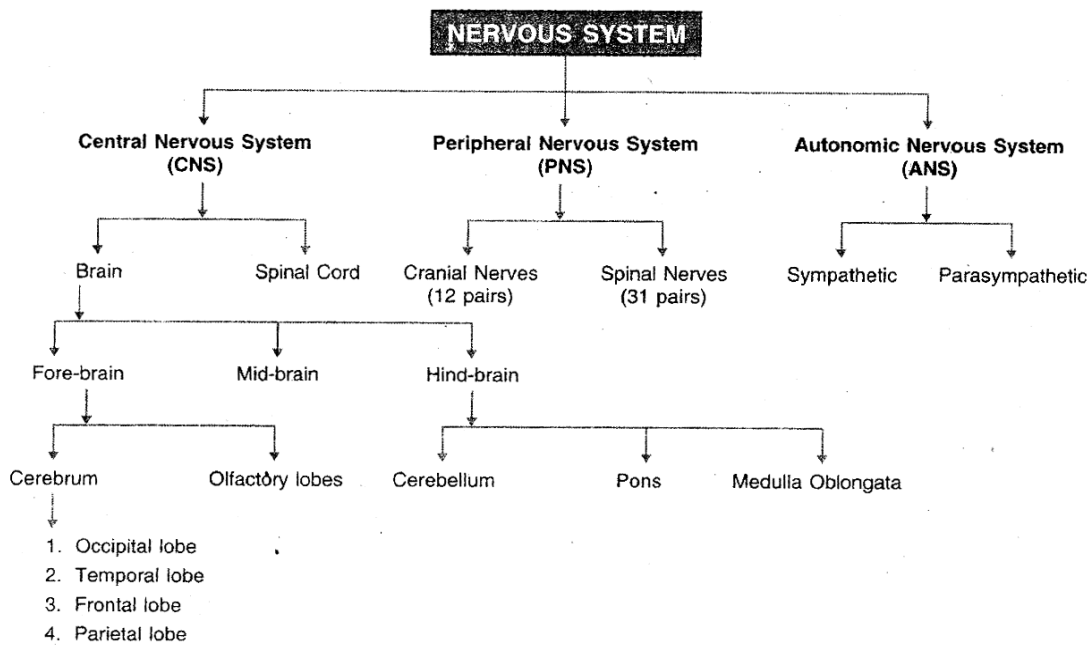 NERVOUS SYSTEM
Central Nervous System
(CNS)
Peripheral Nervous System
(PNS)
Autonomic Nervous System
(ANS)
Brain
Spinal Cord
Cranial Nerves
(12 pairs)
Spinal Nerves
(31 pairs)
Sympathetic
Parasympathetic
Fore-brain
Mid-brain
Hind-brain
Cerebrum
Olfactory lobes
Cerebellum
Pons
Medulla Oblongata
1. Occipital lobe
2. Temporal lobe
3. Frontal lobe
4. Parietal lobe